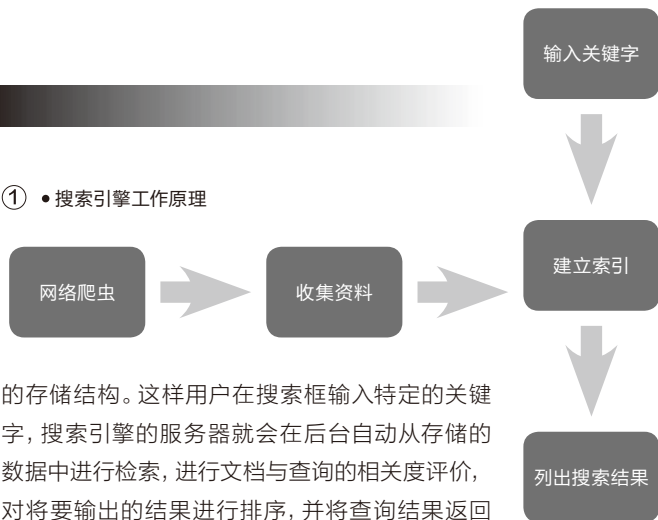 输入关键字
① • 搜索引擎工作原理
网络爬虫
收集资料
建立索引
的存储结构。这样用户在搜索框输入特定的关键
字，搜索引擎的服务器就会在后台自动从存储的
数据中进行检索，进行文档与查询的相关度评价，
对将要输出的结果进行排序，并将查询结果返回
列出搜索结果